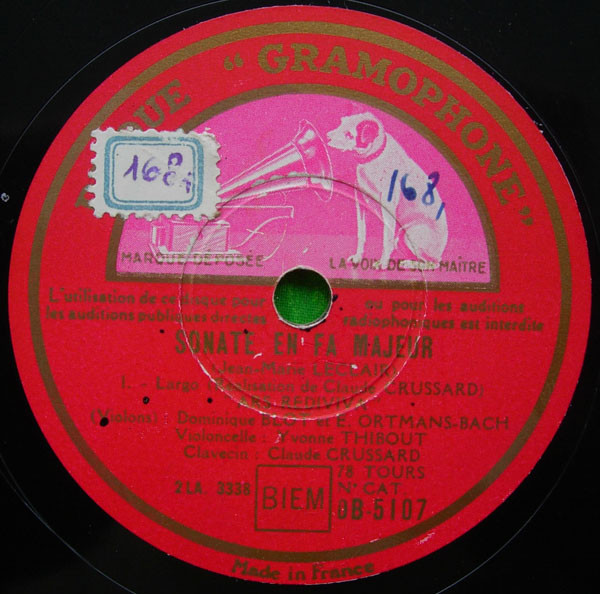 "GRAMOPHONE"
168
168,
MARQUE DÉPOSÉE
LA VOIX DE SON MAÎTRE
L'utilisation de ce disque pour ou pour les auditions
les auditions publiques directes radiophoniques est interdite
SONATE EN FA MAJEUR
(Jean-Marie LECLAIR)
I. - Largo (Réalisation de Claude CRUSSARD)
ARS REDIVIVA
(Violons) : Dominique BLOT et E. ORTMANS-BACH
Violoncelle : Yvonne THIBOUT
Clavecin : Claude CRUSSARD
78 TOURS
2LA. 3338
BIEM
N° CAT
DB-5107
Made in France